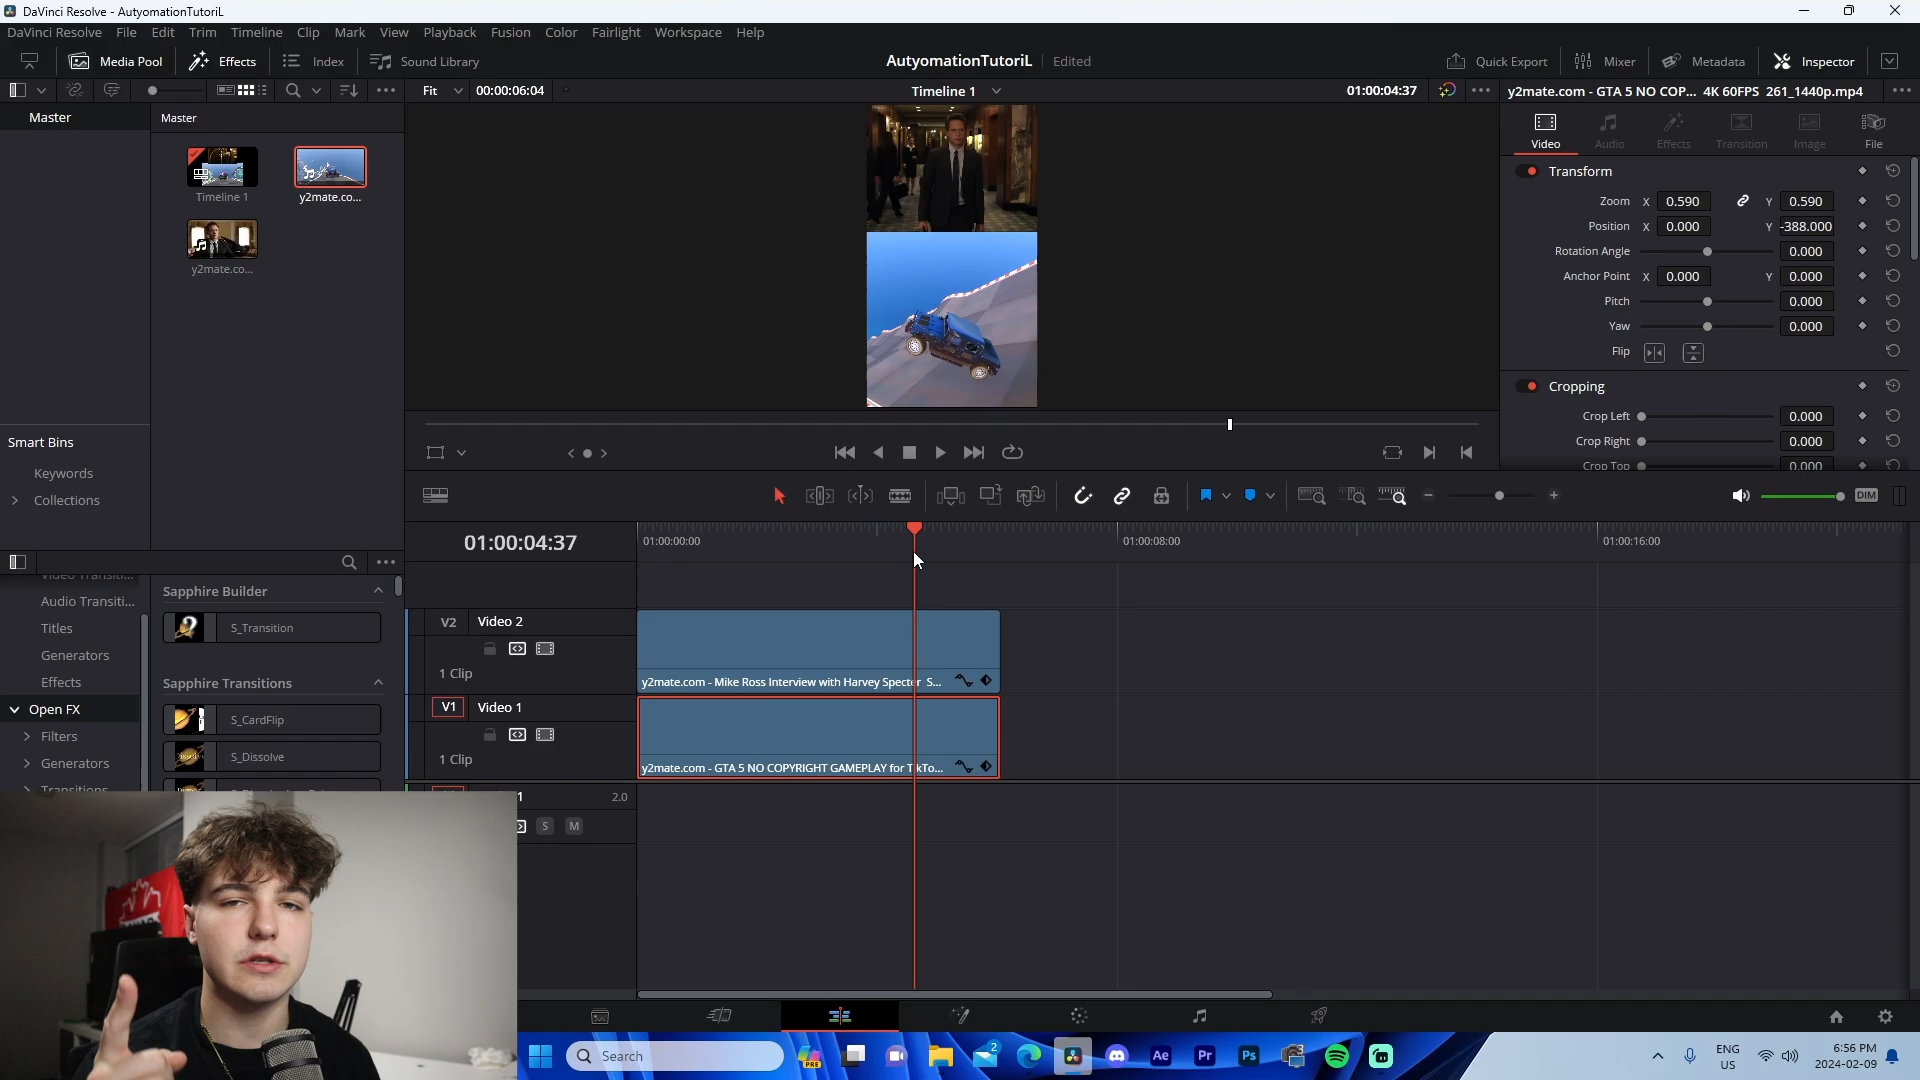 DaVinci Resolve - AutyomationTutoriL
DaVinci Resolve File Edit Trim Timeline Clip Mark View Playback Fusion Color Fairlight Workspace Help
Media Pool Effects Index Sound Library AutyomationTutoriL Edited Quick Export Mixer Metadata Inspector
Fit 00:00:06:04 Timeline 1 01:00:04:37 y2mate.com - GTA 5 NO COP... 4K 60FPS 261_1440p.mp4
Master Master
Video Audio Effects Transition Image File
Timeline 1 y2mate.co...
y2mate.co...
Transform
Zoom X 0.590 Y 0.590
Position X 0.000 Y -388.000
Rotation Angle 0.000
Anchor Point X 0.000 Y 0.000
Pitch 0.000
Yaw 0.000
Flip
Cropping
Crop Left 0.000
Crop Right 0.000
Crop Top 0.000
Smart Bins
Keywords
Collections
DIM
01:00:04:37 01:00:00:00 01:00:08:00 01:00:16:00
Video Transiti...
Audio Transiti...
Titles
Generators
Effects
Open FX
Filters
Generators
Transitions
Sapphire Builder
S_Transition
Sapphire Transitions
S_CardFlip
S_Dissolve
V2 Video 2
1 Clip
y2mate.com - Mike Ross Interview with Harvey Specter S...
V1 Video 1
1 Clip
y2mate.com - GTA 5 NO COPYRIGHT GAMEPLAY for TikTo...
1 2.0
S M
Search
PRE
2
Ae Pr Ps
ENG
US
6:56 PM
2024-02-09